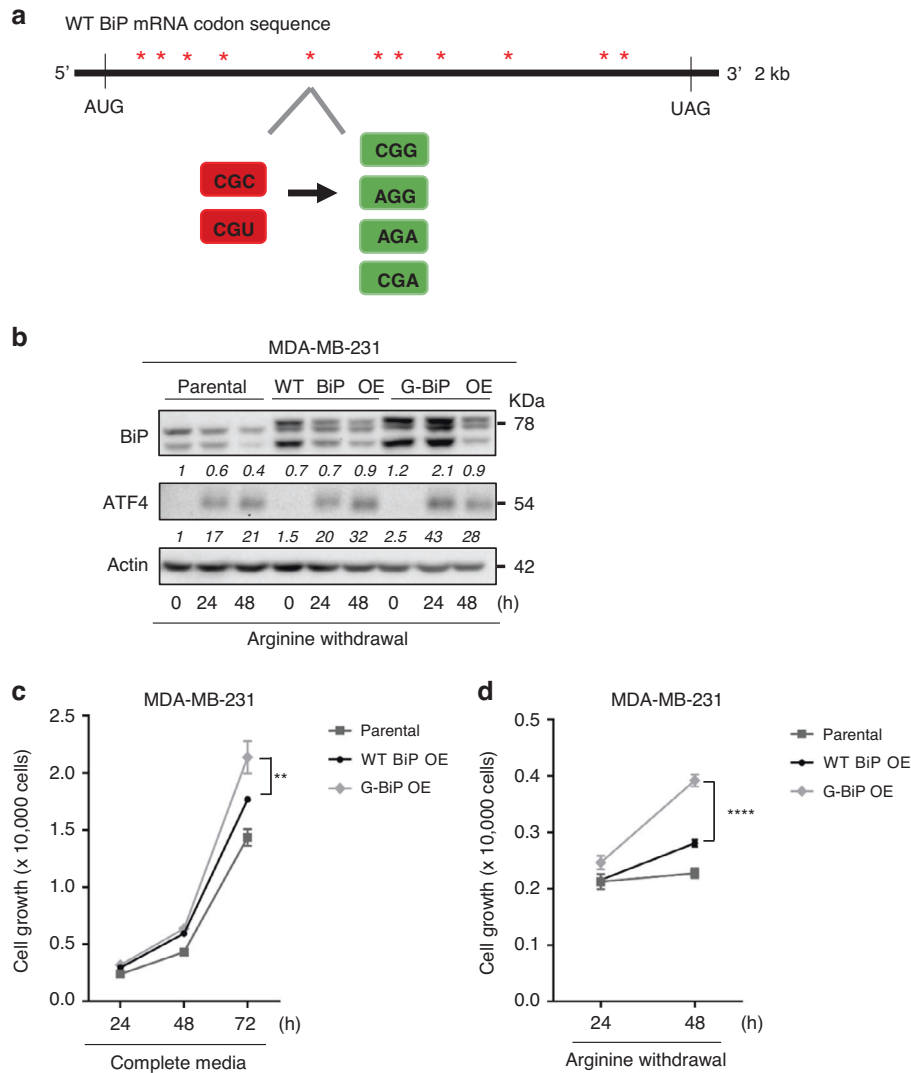 a
WT BiP mRNA codon sequence
* * * * * * * * * * *
5' 3' 2 kb
AUG UAG
CGC
CGU
CGG
AGG
AGA
CGA
b
MDA-MB-231
Parental WT BiP OE G-BiP OE
KDa
BiP 78
1 0.6 0.4 0.7 0.7 0.9 1.2 2.1 0.9
ATF4 54
1 17 21 1.5 20 32 2.5 43 28
Actin 42
0 24 48 0 24 48 0 24 48 (h)
Arginine withdrawal
c
MDA-MB-231
Cell growth (x 10,000 cells)
2.5
2.0
1.5
1.0
0.5
0.0
24 48 72 (h)
Complete media
Parental
WT BiP OE
G-BiP OE
**
d
MDA-MB-231
Cell growth (x 10,000 cells)
0.5
0.4
0.3
0.2
0.1
0.0
24 48 (h)
Arginine withdrawal
Parental
WT BiP OE
G-BiP OE
****